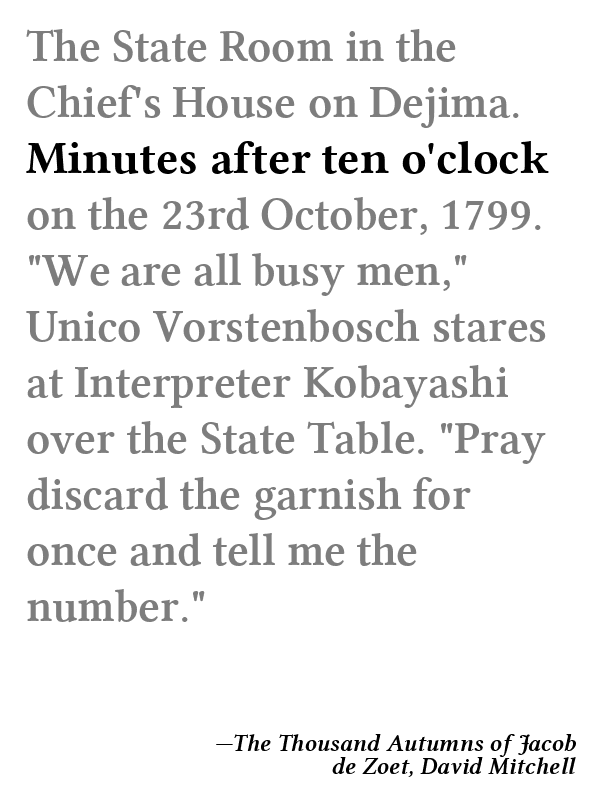 The State Room in the
Chief's House on Dejima.
Minutes after ten o'clock
on the 23rd October, 1799.
"We are all busy men,"
Unico Vorstenbosch stares
at Interpreter Kobayashi
over the State Table. "Pray
discard the garnish for
once and tell me the
number."
—The Thousand Autumns of Jacob
de Zoet, David Mitchell